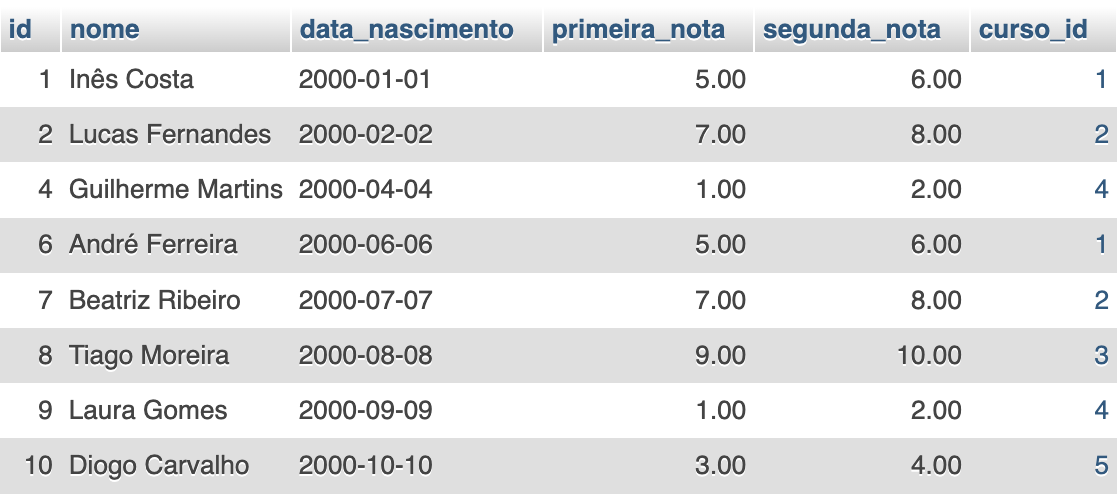 id nome data_nascimento primeira_nota segunda_nota curso_id
1 Inês Costa 2000-01-01 5.00 6.00 1
2 Lucas Fernandes 2000-02-02 7.00 8.00 2
4 Guilherme Martins 2000-04-04 1.00 2.00 4
6 André Ferreira 2000-06-06 5.00 6.00 1
7 Beatriz Ribeiro 2000-07-07 7.00 8.00 2
8 Tiago Moreira 2000-08-08 9.00 10.00 3
9 Laura Gomes 2000-09-09 1.00 2.00 4
10 Diogo Carvalho 2000-10-10 3.00 4.00 5